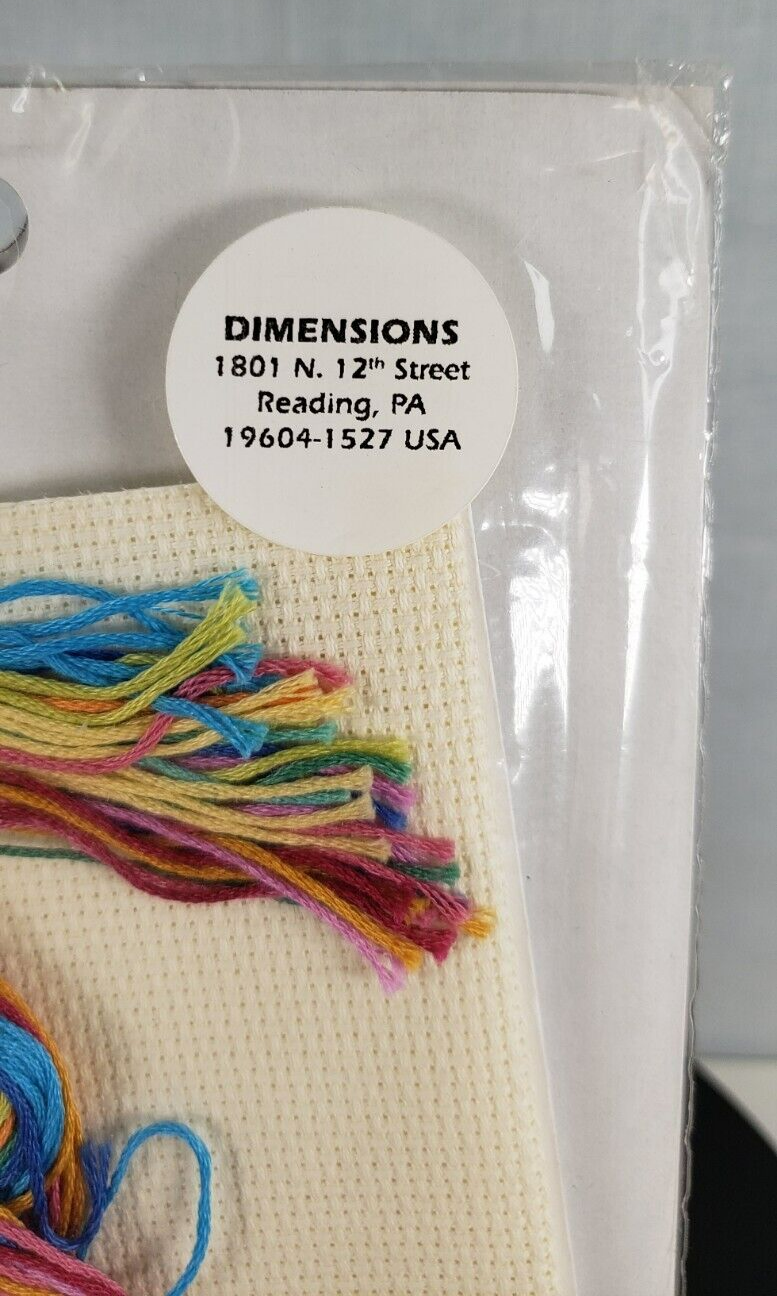 DIMENSIONS
1801 N. 12th Street
Reading, PA
19604-1527 USA